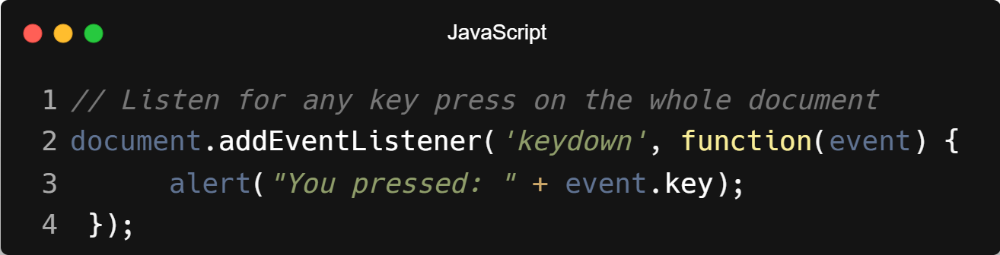 JavaScript
1 // Listen for any key press on the whole document
2 document.addEventListener('keydown', function(event) {
3 alert("You pressed: " + event.key);
4 });